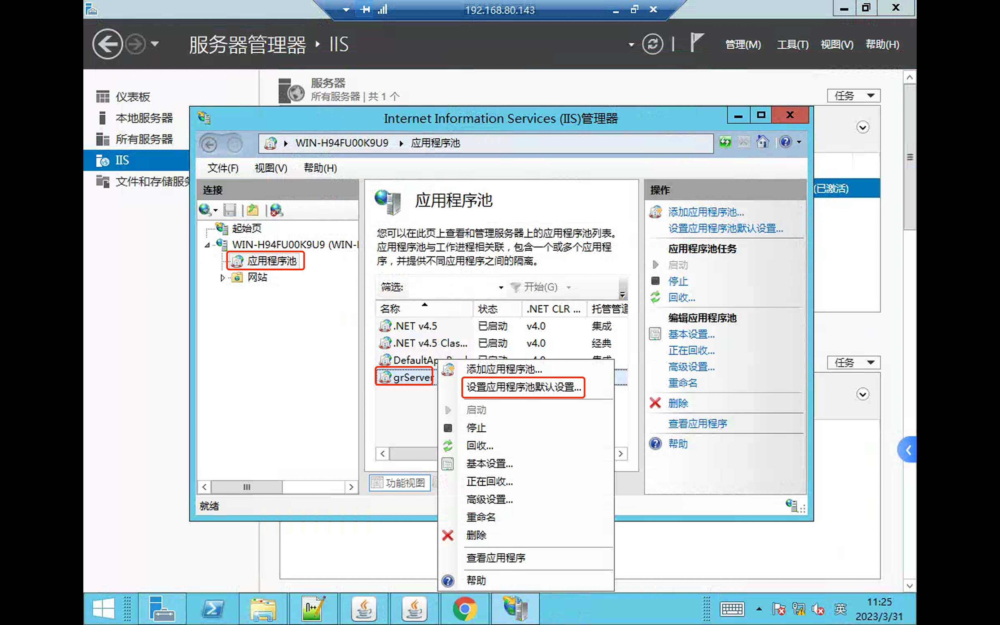 192.168.80.143
服务器管理器 IIS
管理(M) 工具(T) 视图(V) 帮助(H)
仪表板
本地服务器
所有服务器
IIS
文件和存储服务
服务器
所有服务器 | 共 1 个
任务
(已激活)
任务
Internet Information Services (IIS)管理器
WIN-H94FU00K9U9 应用程序池
文件(F) 视图(V) 帮助(H)
连接
起始页
WIN-H94FU00K9U9 (WIN-
应用程序池
网站
应用程序池
您可以在此页上查看和管理服务器上的应用程序池列表。
应用程序池与工作进程相关联，包含一个或多个应用程
序，并提供不同应用程序之间的隔离。
筛选: 开始(G)
名称 状态 .NET CLR ... 托管管道
.NET v4.5 已启动 v4.0 集成
.NET v4.5 Clas... 已启动 v4.0 经典
DefaultAppPool 已启动 v4.0 集成
grServer
功能视图
就绪
添加应用程序池...
设置应用程序池默认设置...
启动
停止
回收...
基本设置...
正在回收...
高级设置...
重命名
删除
查看应用程序
帮助
操作
添加应用程序池...
设置应用程序池默认设置...
应用程序池任务
启动
停止
回收...
编辑应用程序池
基本设置...
正在回收...
高级设置...
重命名
删除
查看应用程序
帮助
N++
英
11:25
2023/3/31